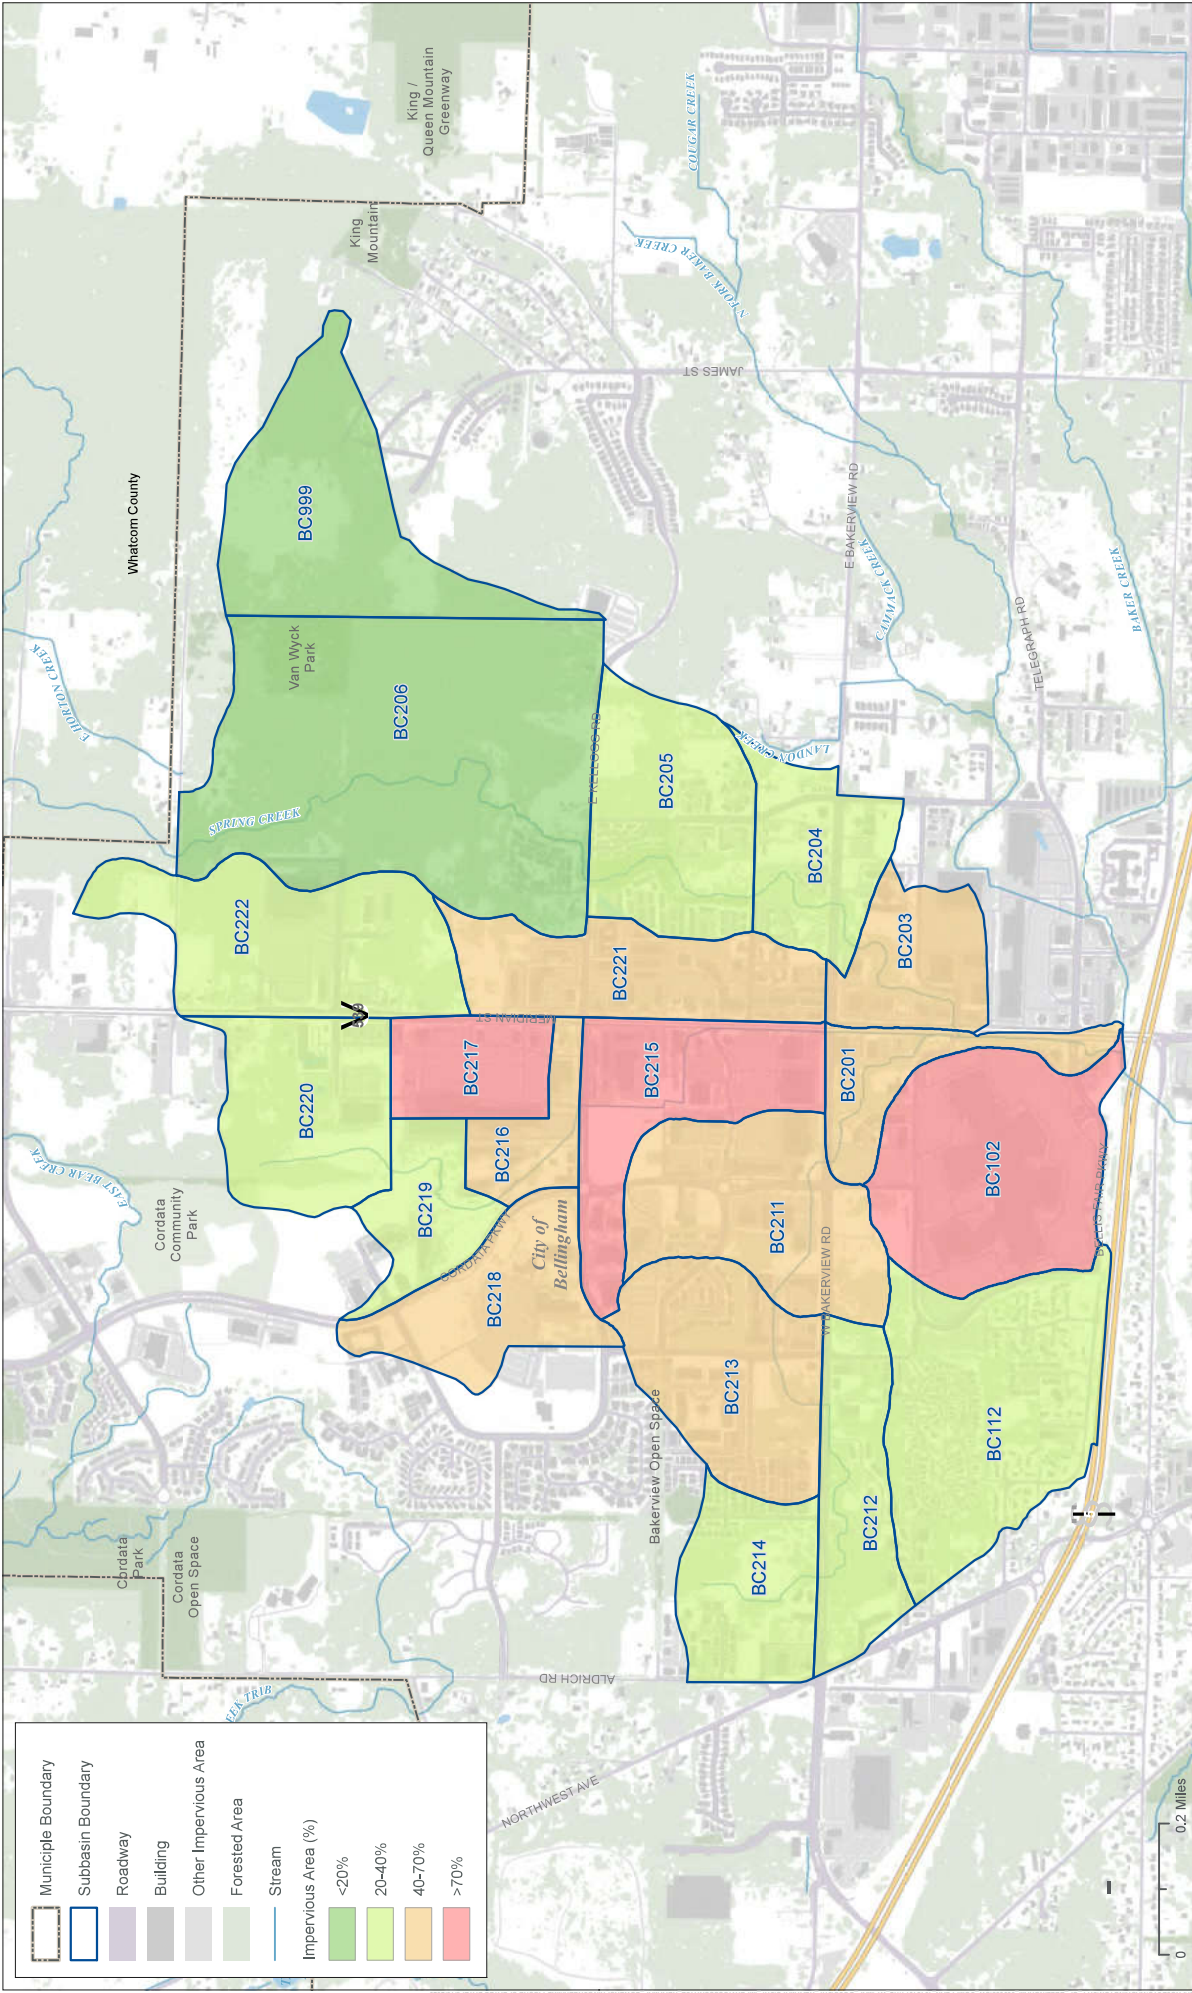 Municiple Boundary
Subbasin Boundary
Roadway
Building
Other Impervious Area
Forested Area
Stream
Impervious Area (%)
<20%
20-40%
40-70%
>70%
EEK TRIB
Cordata
Park
Cordata
Open Space
EAST BEAR CREEK
Cordata
Community
Park
E HORTON CREEK
Whatcom County
King /
Queen Mountain
Greenway
King
Mountain
SPRING CREEK
Van Wyck
Park
BC999
BC206
BC222
BC220
BC219
BC217
BC216
BC218
CORDATA PKWY
MERIDIAN ST
City of
Bellingham
BC221
BC215
E KELLOGG RD
BC205
BC204
LANDON CREEK
BC203
BC201
BC211
BC213
BC214
BC212
BC112
BC102
Bakerview Open Space
ALDRICH RD
NORTHWEST AVE
W BAKERVIEW RD
E BAKERVIEW RD
BELLIS FAIR PKWY
JAMES ST
COUGAR CREEK
N FORK BAKER CREEK
CAMMACK CREEK
TELEGRAPH RD
BAKER CREEK
0
0.2 Miles